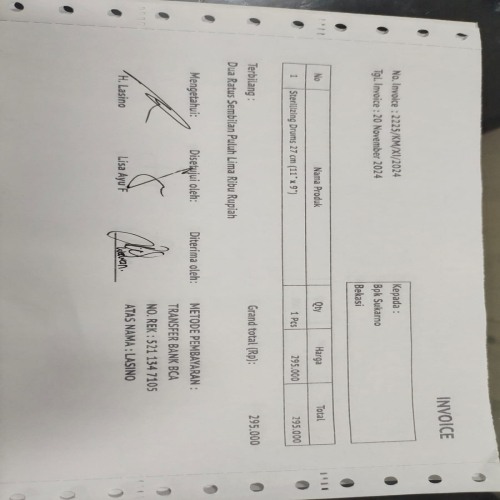 INVOICE
No. Invoice : 2225/KM/XI/2024
Tgl. Invoice : 20 November 2024
Kepada :
Bpk Sukarno
Bekasi
No Nama Produk Qty Harga Total
1 Sterilizing Drums 27 cm (11" x 9") 1 Pcs 295.000 295.000
Grand total (Rp): 295.000
Terbilang :
Dua Ratus Sembilan Puluh Lima Ribu Rupiah
Mengetahui: Disetujui oleh: Diterima oleh:
H. Lasino Lisa Ayu F
METODE PEMBAYARAN :
TRANSFER BANK BCA
NO. REK : 521 134 7105
ATAS NAMA : LASINO